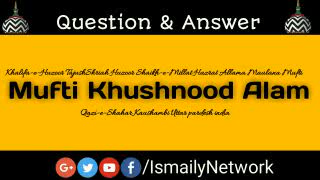 Question & Answer
Khalifa-e-Huzoor TajushShriah Huzoor Shaikh-e-Millat Hazrat Allama Maulana Mufti
Mufti Khushnood Alam
Qazi-e-Shahar Kaushambi Uttar pardesh india
/IsmailyNetwork